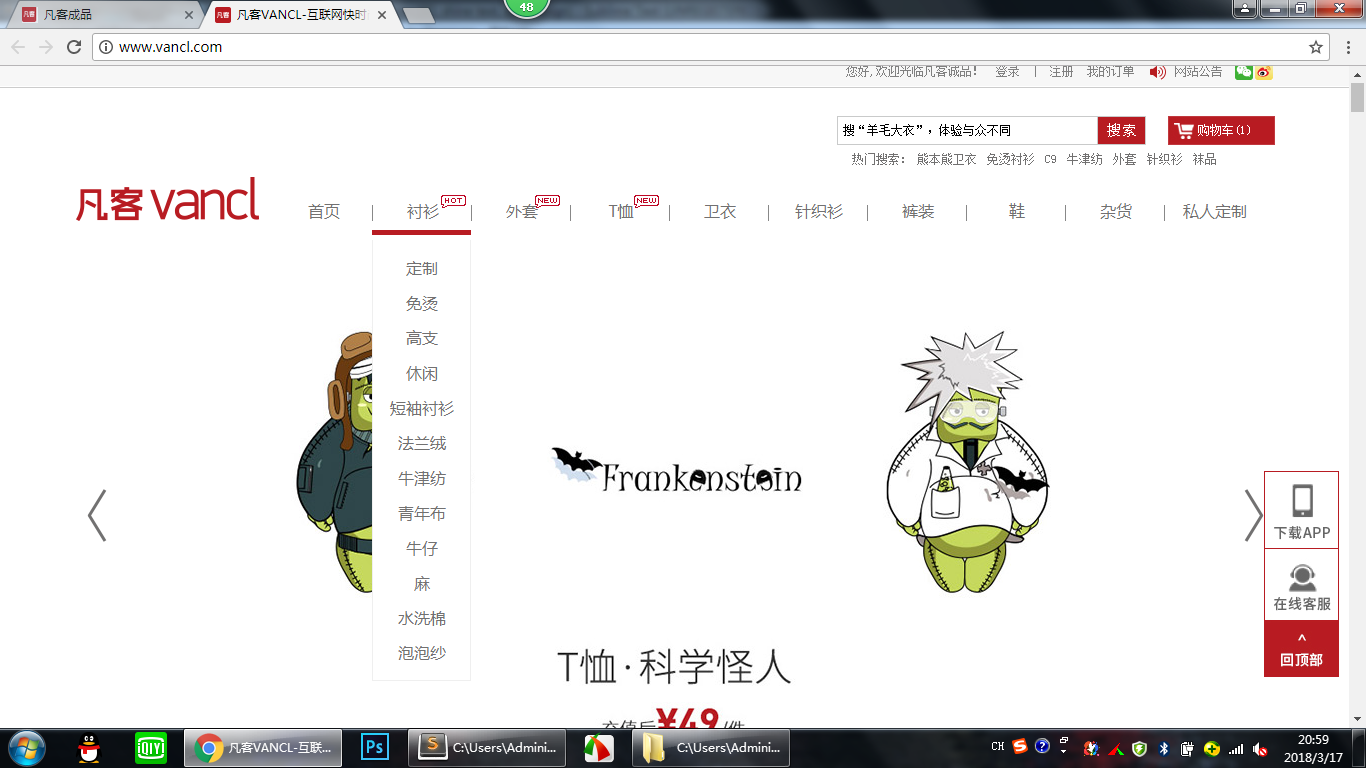 凡客成品
凡客VANCL-互联网快时
48
www.vancl.com
您好,欢迎光临凡客诚品! 登录 | 注册 我的订单 网站公告
搜“羊毛大衣”，体验与众不同 搜索 购物车(1)
热门搜索： 熊本熊卫衣 免烫衬衫 C9 牛津纺 外套 针织衫 袜品
凡客 vancl
首页 | 衬衫 HOT | 外套 NEW | T恤 NEW | 卫衣 | 针织衫 | 裤装 | 鞋 | 杂货 | 私人定制
定制
免烫
高支
休闲
短袖衬衫
法兰绒
牛津纺
青年布
牛仔
麻
水洗棉
泡泡纱
Frankenstein
下载APP
在线客服
^
回顶部
T恤·科学怪人
充值后¥49/件
iQIYI
凡客VANCL-互联...
Ps
S C:\Users\Admini...
C:\Users\Admini...
CH
20:59
2018/3/17